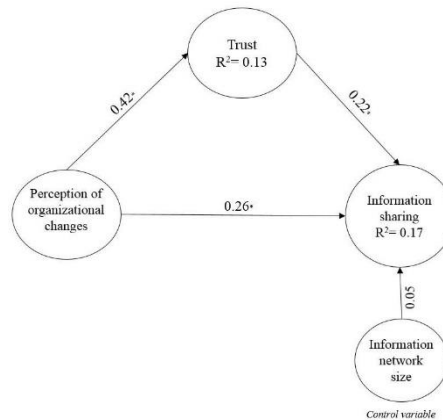 Trust
R²= 0.13
0.42*
0.22*
Perception of
organizational
changes
0.26*
Information
sharing
R²= 0.17
0.05
Information
network
size
Control variable